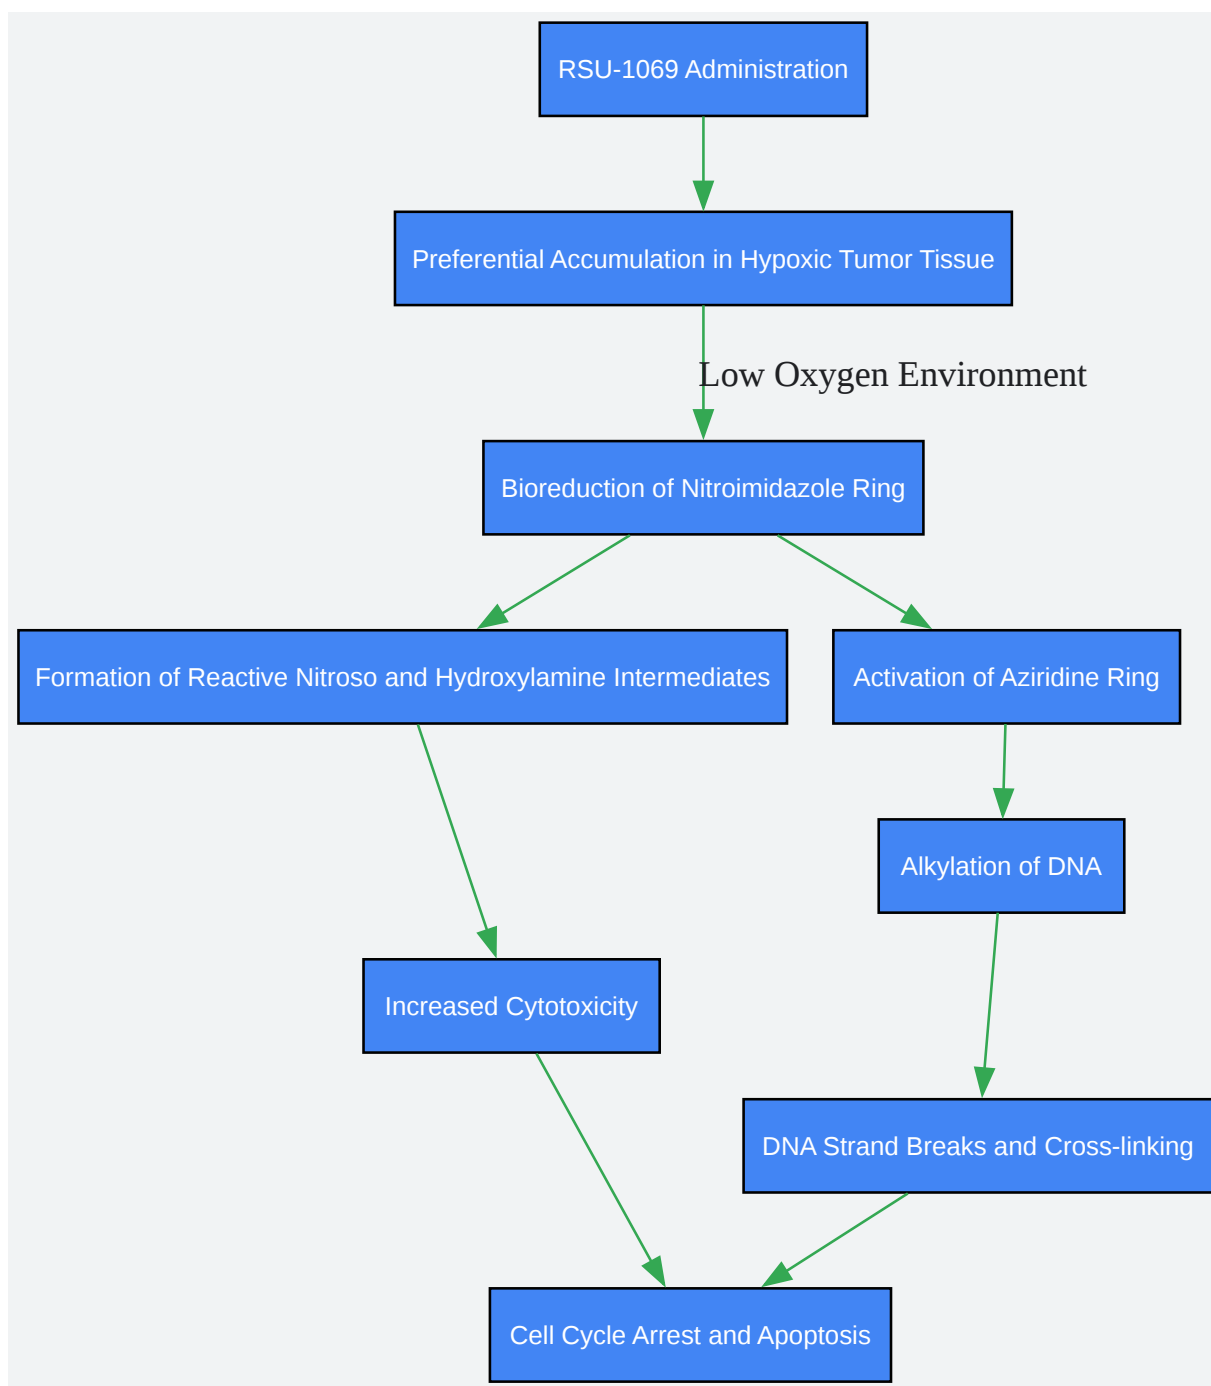 RSU-1069 Administration
Preferential Accumulation in Hypoxic Tumor Tissue
Low Oxygen Environment
Bioreduction of Nitroimidazole Ring
Formation of Reactive Nitroso and Hydroxylamine Intermediates
Activation of Aziridine Ring
Alkylation of DNA
Increased Cytotoxicity
DNA Strand Breaks and Cross-linking
Cell Cycle Arrest and Apoptosis